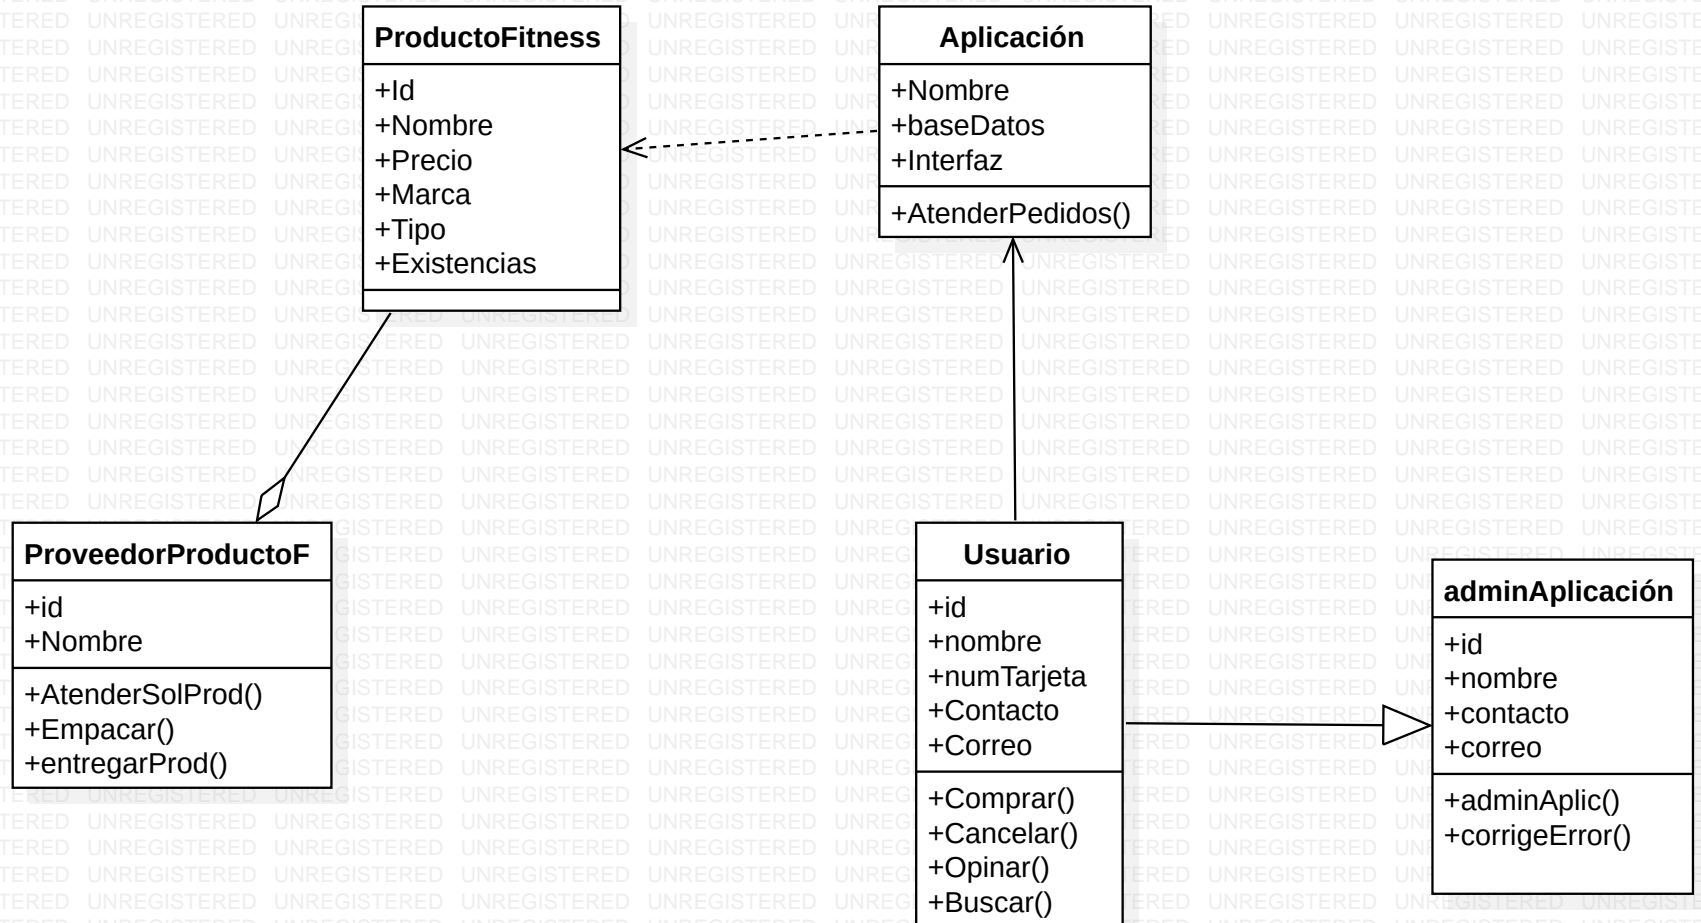 ProductoFitness
+Id
+Nombre
+Precio
+Marca
+Tipo
+Existencias
Aplicación
+Nombre
+baseDatos
+Interfaz
+AtenderPedidos()
ProveedorProductoF
+id
+Nombre
+AtenderSolProd()
+Empacar()
+entregarProd()
Usuario
+id
+nombre
+numTarjeta
+Contacto
+Correo
+Comprar()
+Cancelar()
+Opinar()
+Buscar()
adminAplicación
+id
+nombre
+contacto
+correo
+adminAplic()
+corrigeError()
UNREGISTERED